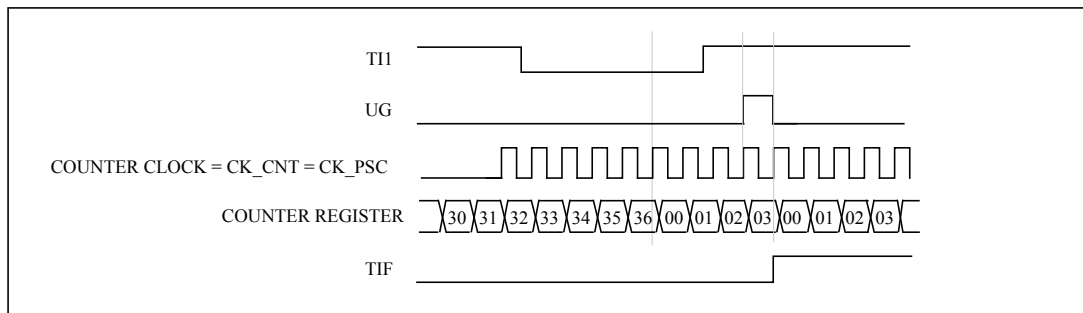 TI1
UG
COUNTER CLOCK = CK_CNT = CK_PSC
COUNTER REGISTER 30 31 32 33 34 35 36 00 01 02 03 00 01 02 03
TIF